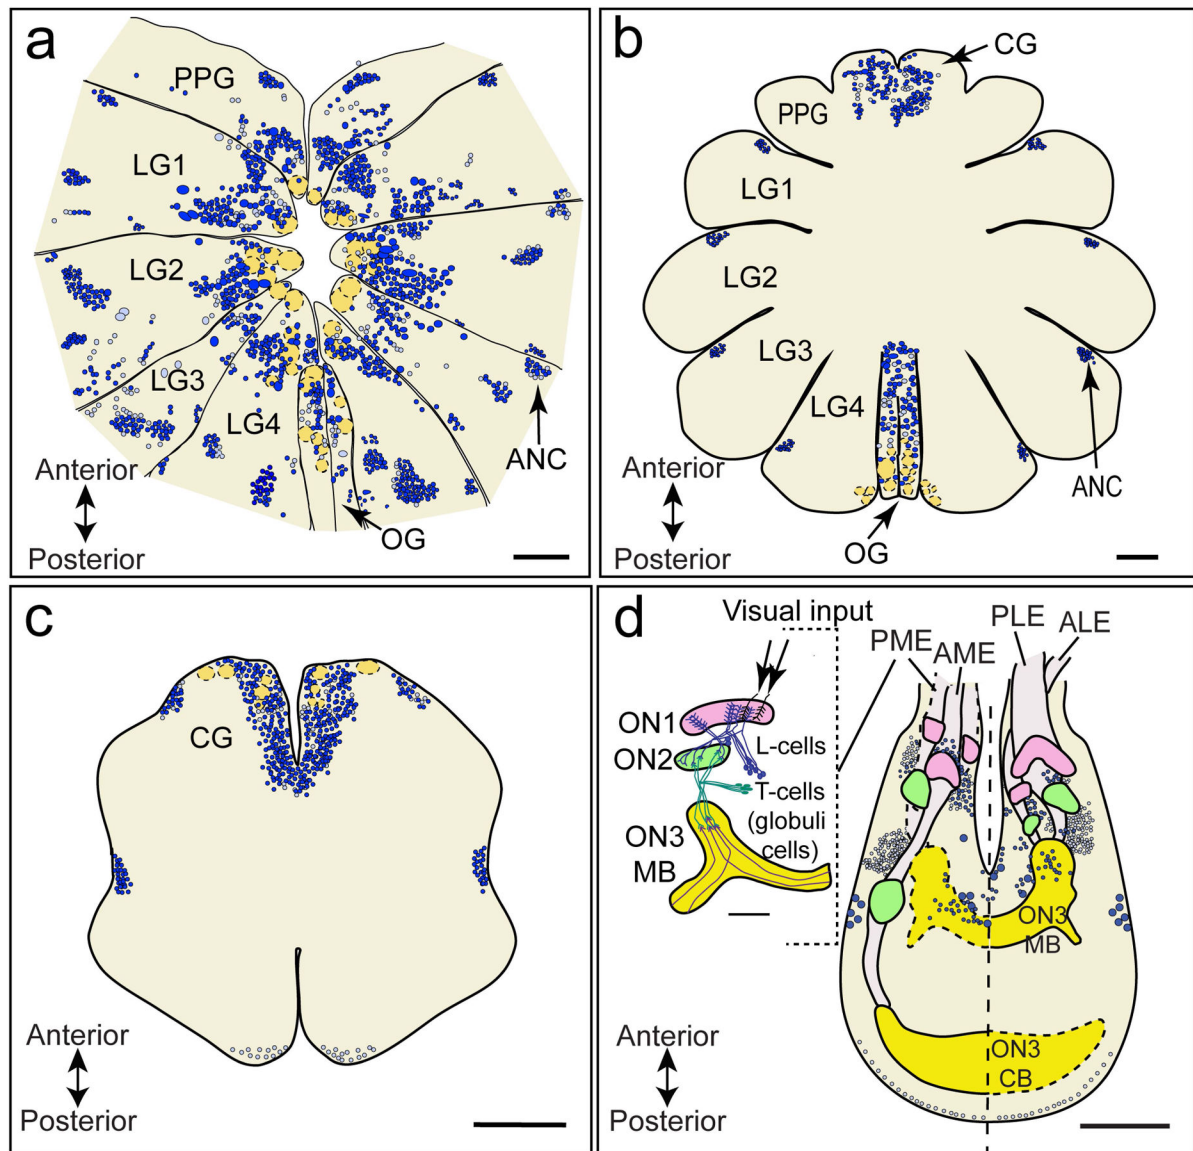 a
PPG
LG1
LG2
LG3
LG4
ANC
OG
Anterior
Posterior
b
CG
PPG
LG1
LG2
LG3
LG4
ANC
OG
Anterior
Posterior
c
CG
Anterior
Posterior
d
Visual input
PME
AME
PLE
ALE
ON1
L-cells
ON2
T-cells
(globuli
cells)
ON3
MB
ON3
MB
ON3
CB
Anterior
Posterior